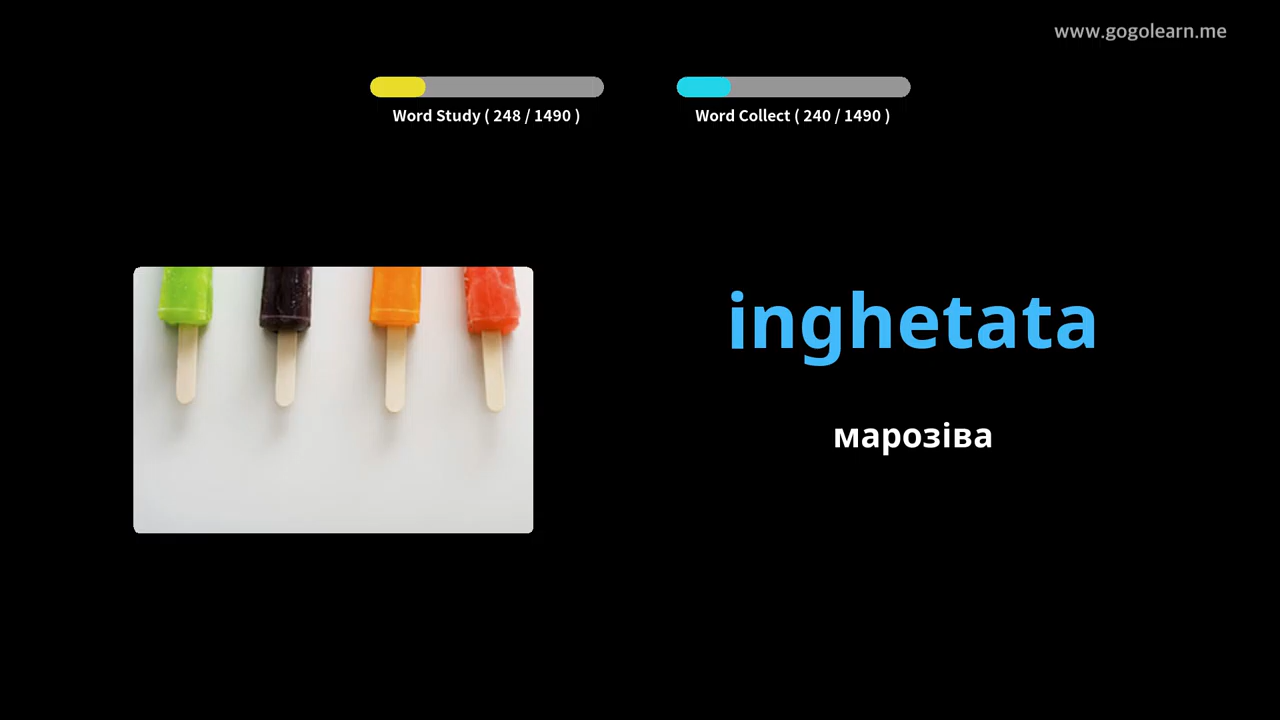 www.gogolearn.me
Word Study ( 248 / 1490 )
Word Collect ( 240 / 1490 )
inghetata
марозіва